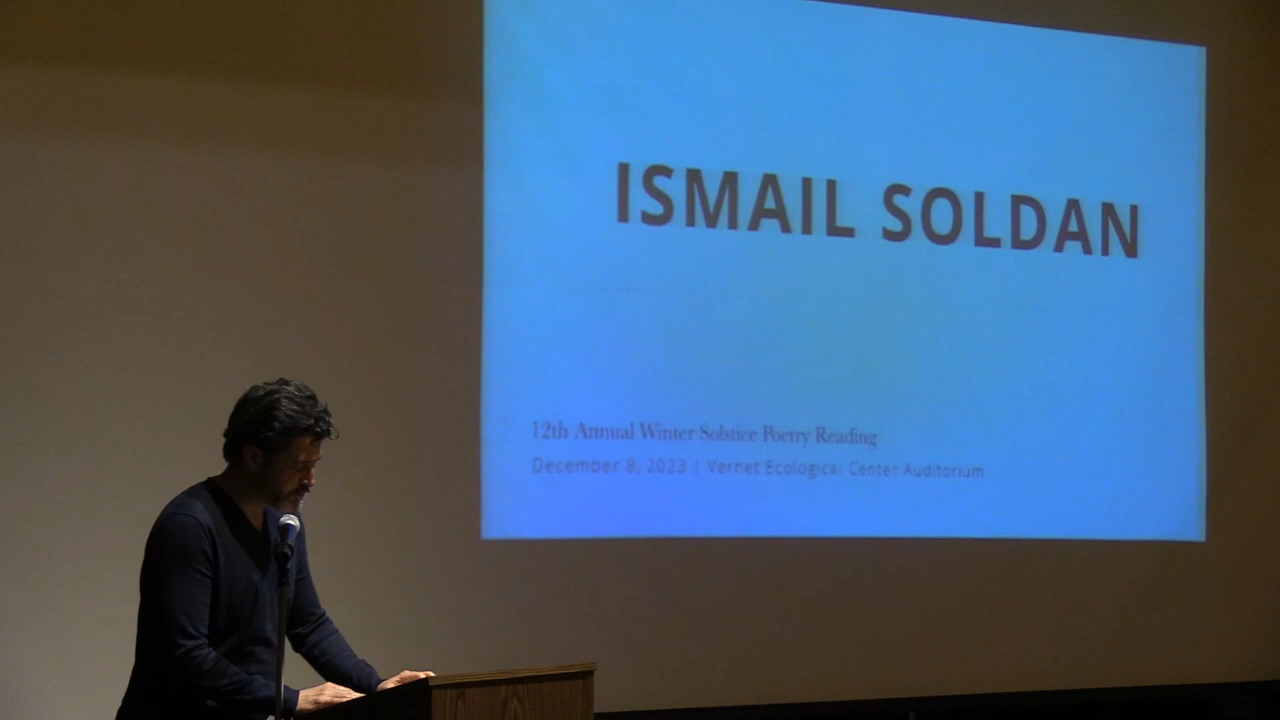 ISMAIL SOLDAN
12th Annual Winter Solstice Poetry Reading
December 8, 2023 | Vernet Ecological Center Auditorium